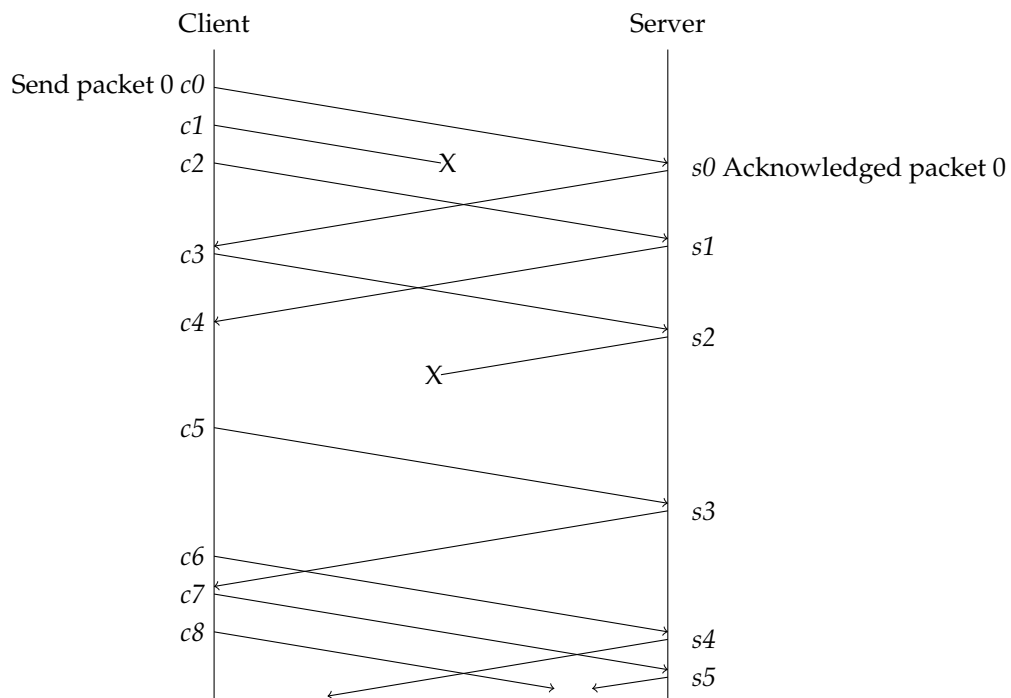 Client Server
Send packet 0 c0
c1
X
c2
s0 Acknowledged packet 0
c3
s1
c4
s2
X
c5
s3
c6
c7
c8
s4
s5